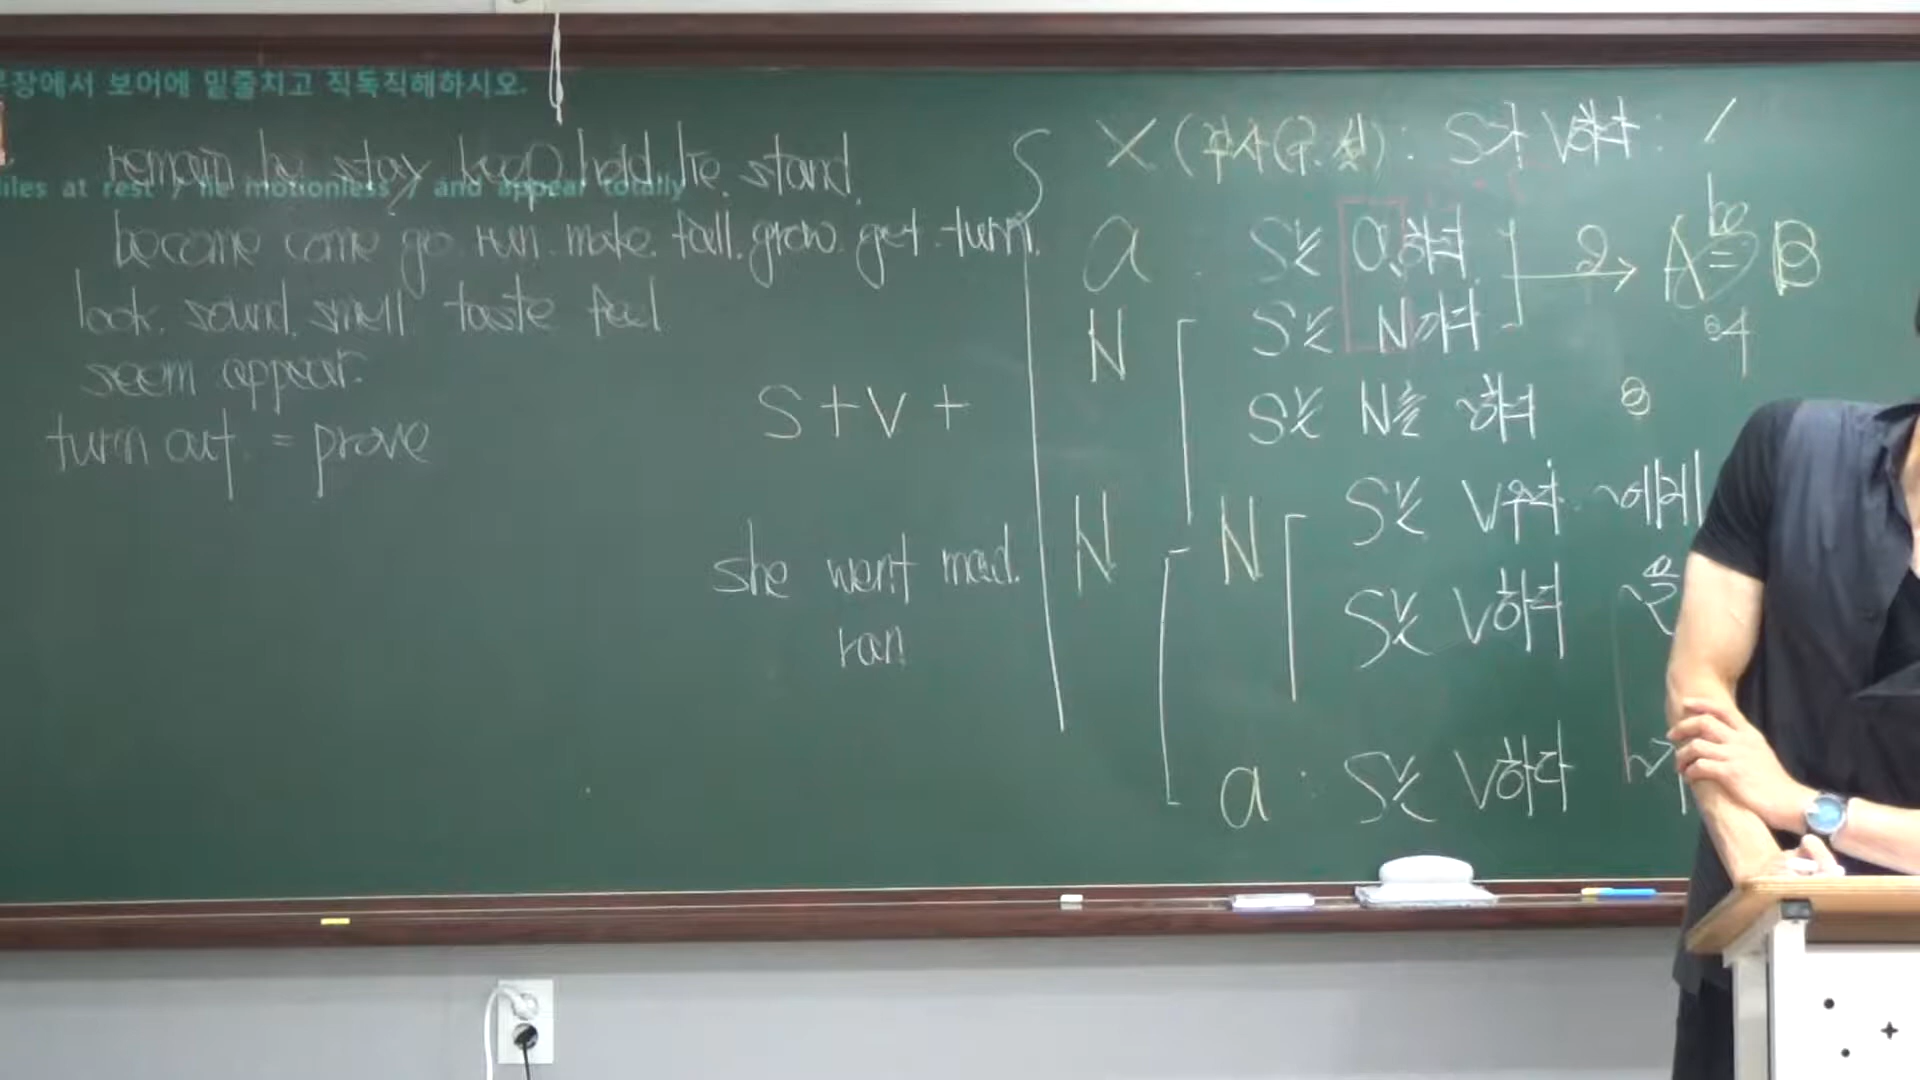 문장에서 보어에 밑줄치고 직독직해하시오.
remain be stay keep hold lie. stand.
at rest / lie motionless / and appear totally
become come go run make. fall. grow. get. turn.
look. sound. smell taste feel
seem appear.
turn out. = prove
S+V+
she went mad.
ran
X (부사(구.절)): S가 V하다: /
a S는 a.하다 2 → A = B
be
N S는 N이다 4
S는 N를 ~하다 3
N N S는 V주다. ~에게
S는 V하다 ~을
a : S는 V하다